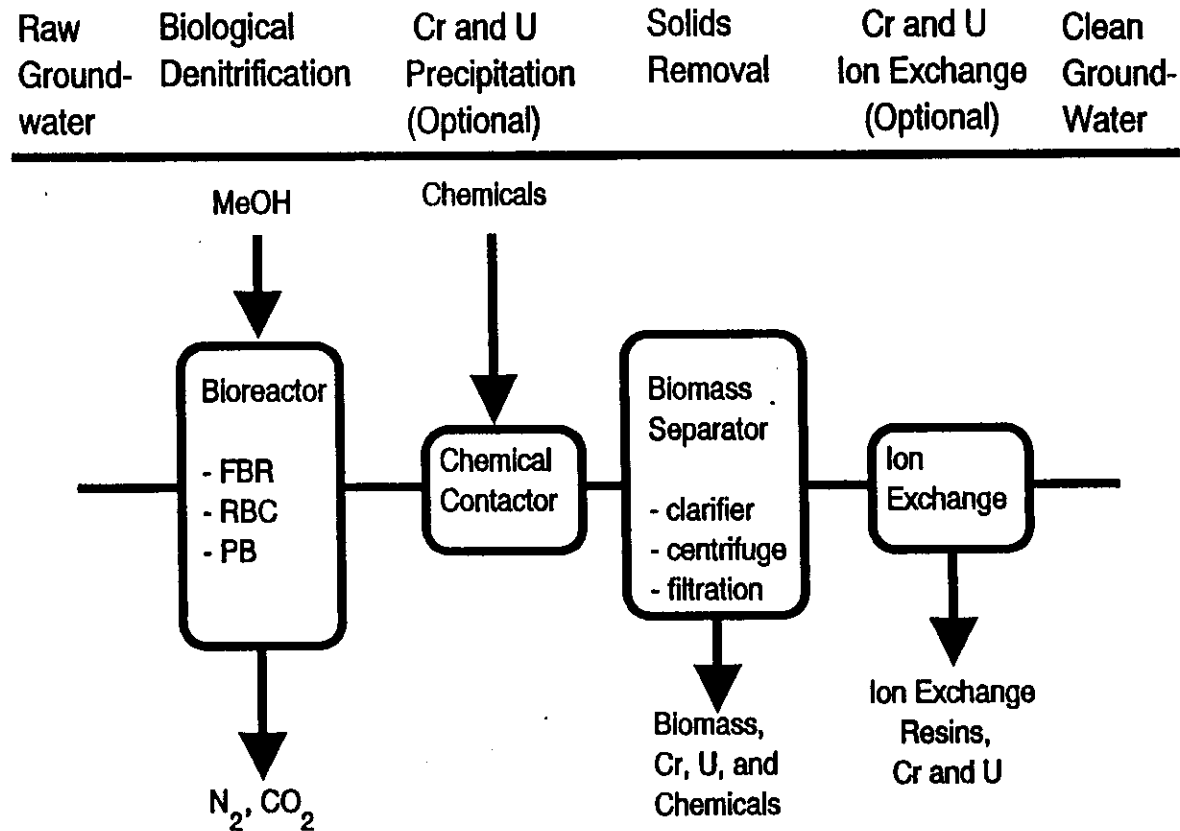 Raw
Ground-
water
Biological
Denitrification
Cr and U
Precipitation
(Optional)
Solids
Removal
Cr and U
Ion Exchange
(Optional)
Clean
Ground-
Water
MeOH
Chemicals
Bioreactor
- FBR
- RBC
- PB
Chemical
Contactor
Biomass
Separator
- clarifier
- centrifuge
- filtration
Ion
Exchange
N₂, CO₂
Biomass,
Cr, U, and
Chemicals
Ion Exchange
Resins,
Cr and U